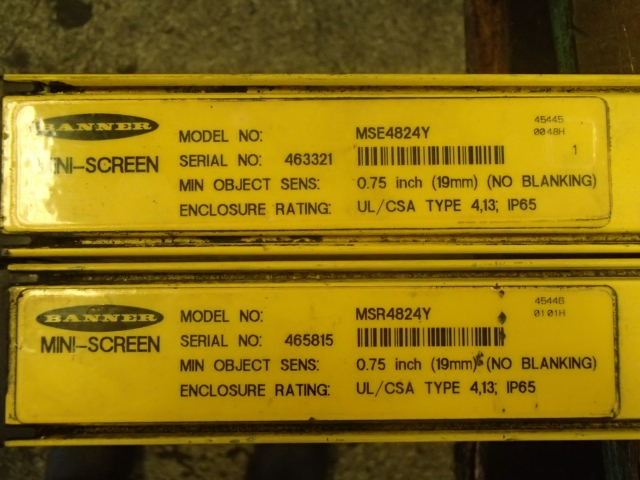 BANNER
MINI-SCREEN
MODEL NO: MSE4824Y
SERIAL NO: 463321
MIN OBJECT SENS: 0.75 inch (19mm) (NO BLANKING)
ENCLOSURE RATING: UL/CSA TYPE 4,13; IP65
45445
0048H
1
BANNER
MINI-SCREEN
MODEL NO: MSR4824Y
SERIAL NO: 465815
MIN OBJECT SENS: 0.75 inch (19mm) (NO BLANKING)
ENCLOSURE RATING: UL/CSA TYPE 4,13; IP65
45446
0101H